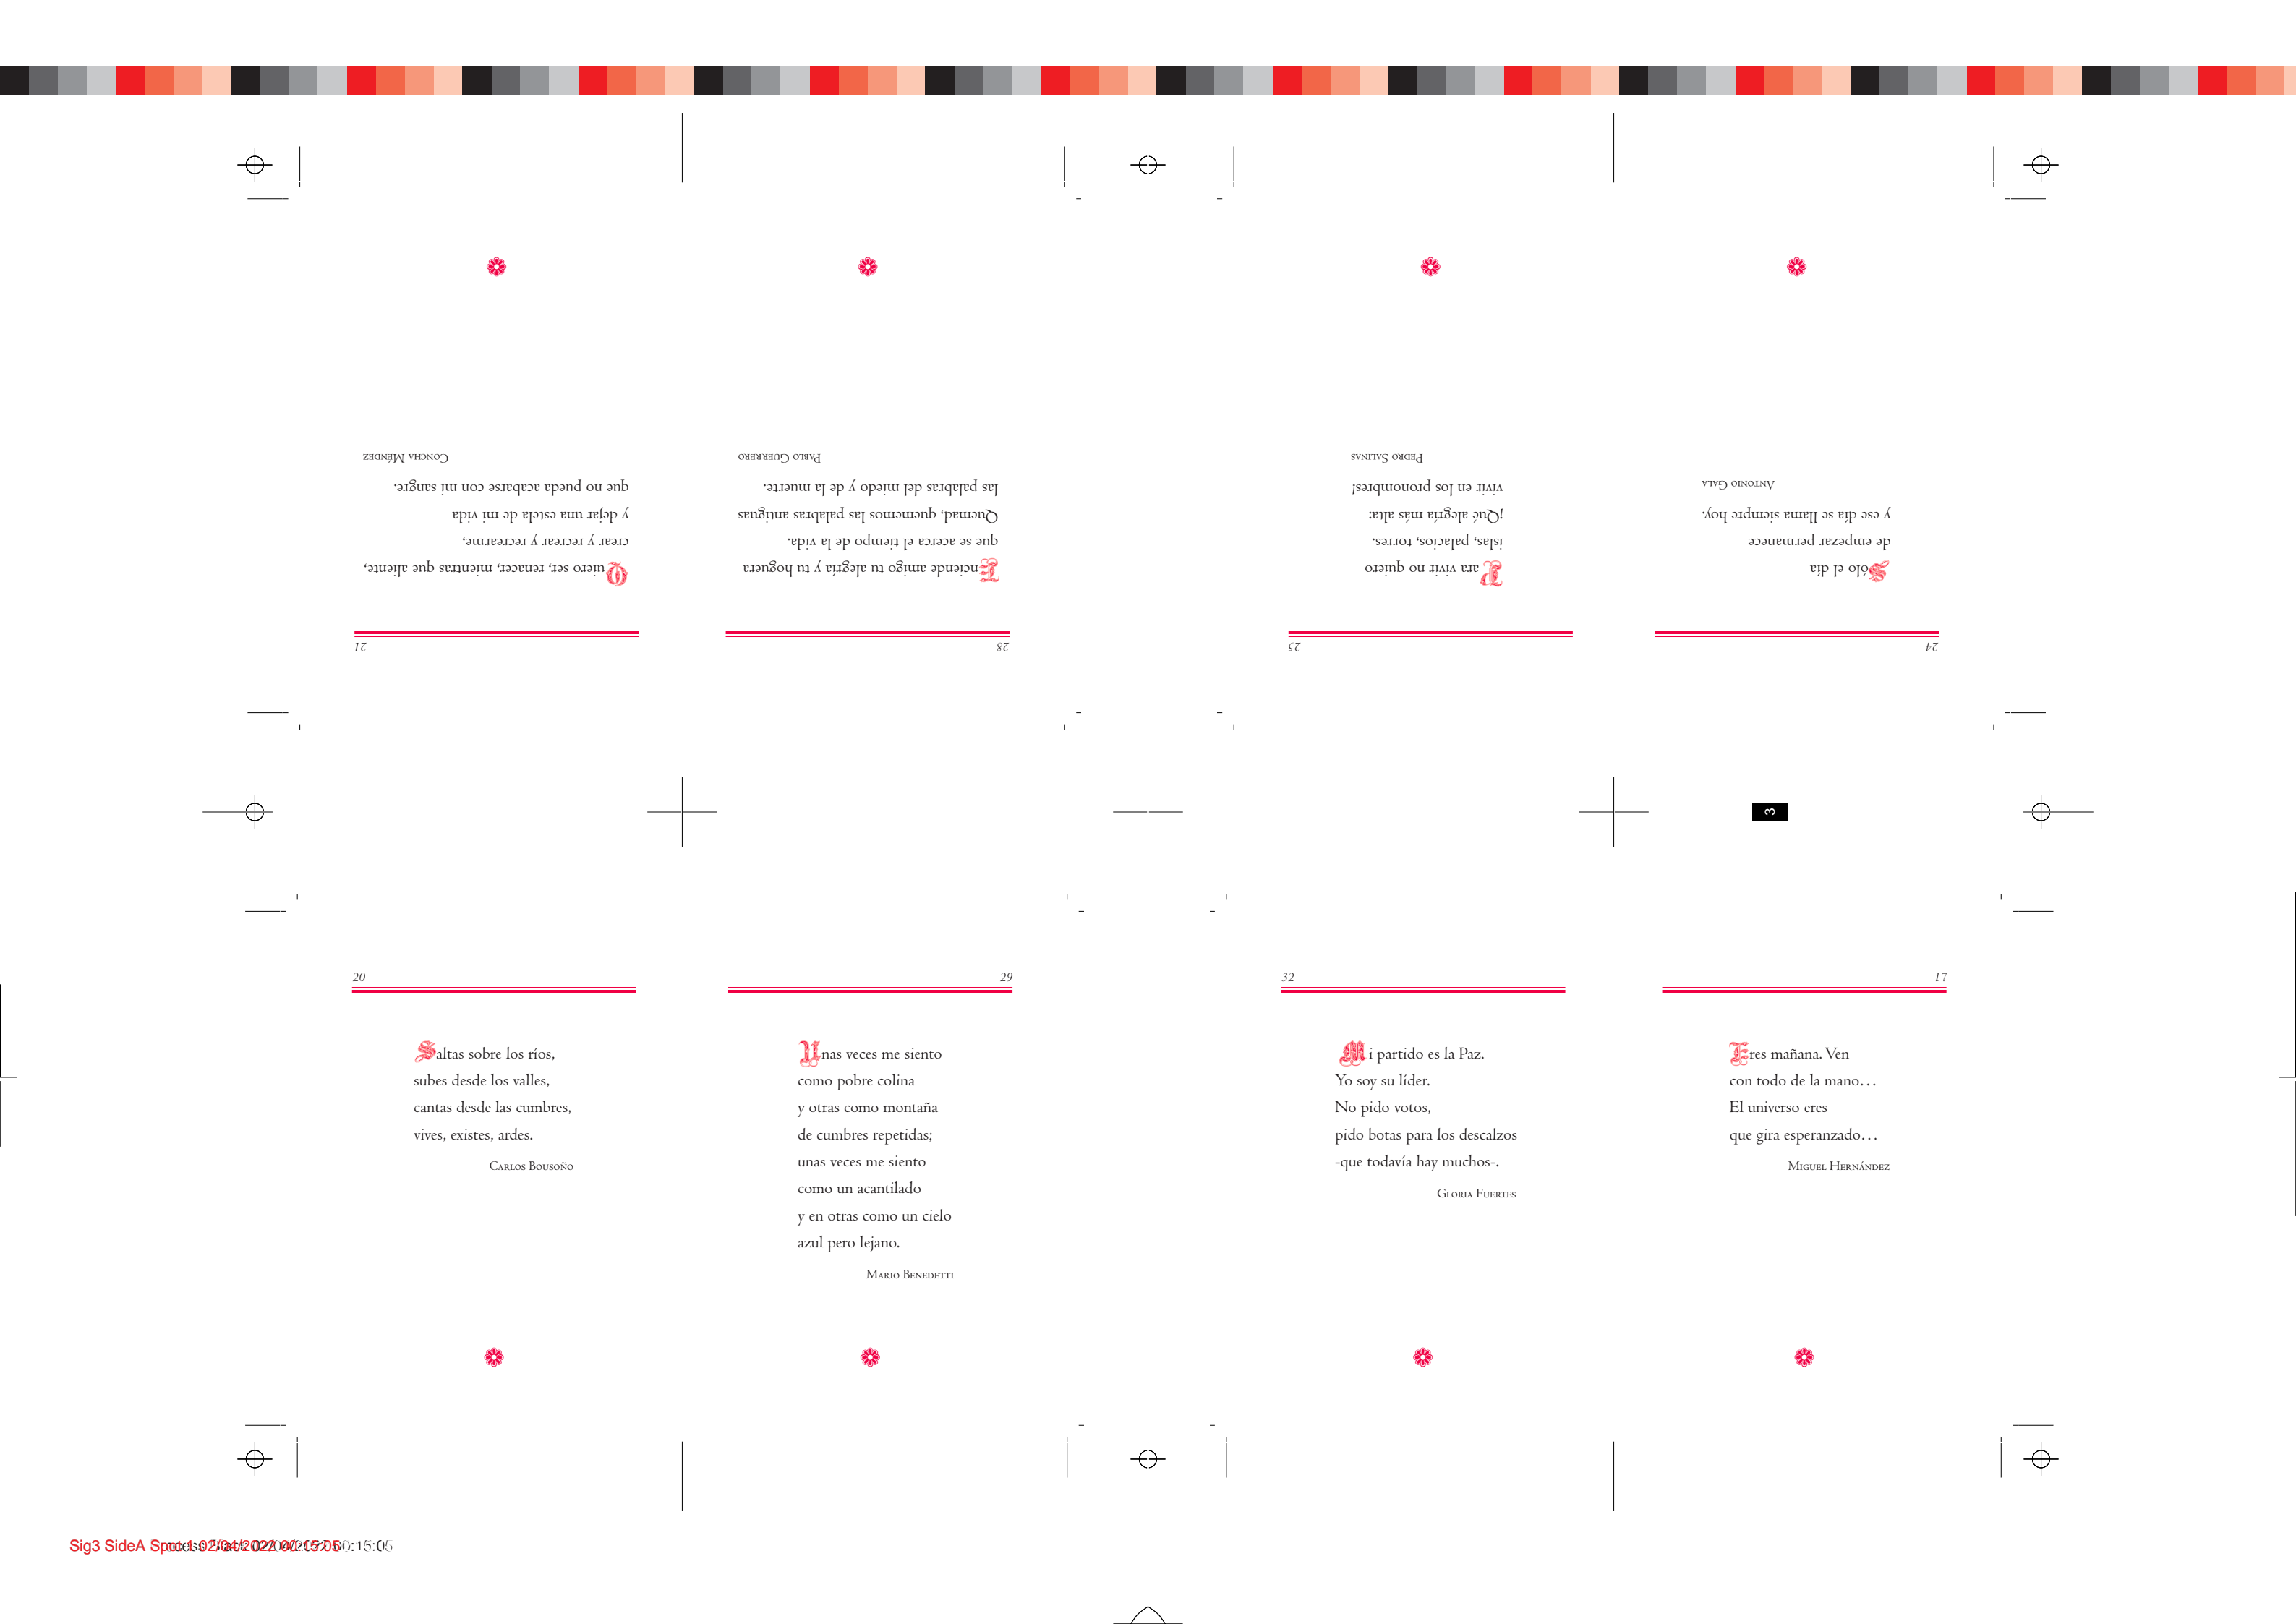 21
Quiero ser, renacer, mientras que aliente,
crear y recrear y recrearme,
y dejar una estela de mi vida
que no pueda acabarse con mi sangre.
Concha Méndez
28
Enciende amigo tu alegría y tu hoguera
que se acerca el tiempo de la vida.
Quemad, quememos las palabras antiguas
las palabras del miedo y de la muerte.
Pablo Guerrero
25
Para vivir no quiero
islas, palacios, torres.
¡Qué alegría más alta:
vivir en los pronombres!
Pedro Salinas
24
Sólo el día
de empezar permanece
y ese día se llama siempre hoy.
Antonio Gala
3
20
Saltas sobre los ríos,
subes desde los valles,
cantas desde las cumbres,
vives, existes, ardes.
Carlos Bousoño
29
Unas veces me siento
como pobre colina
y otras como montaña
de cumbres repetidas;
unas veces me siento
como un acantilado
y en otras como un cielo
azul pero lejano.
Mario Benedetti
32
Mi partido es la Paz.
Yo soy su líder.
No pido votos,
pido botas para los descalzos
-que todavía hay muchos-.
Gloria Fuertes
17
Eres mañana. Ven
con todo de la mano…
El universo eres
que gira esperanzado…
Miguel Hernández
Sig3 SideA